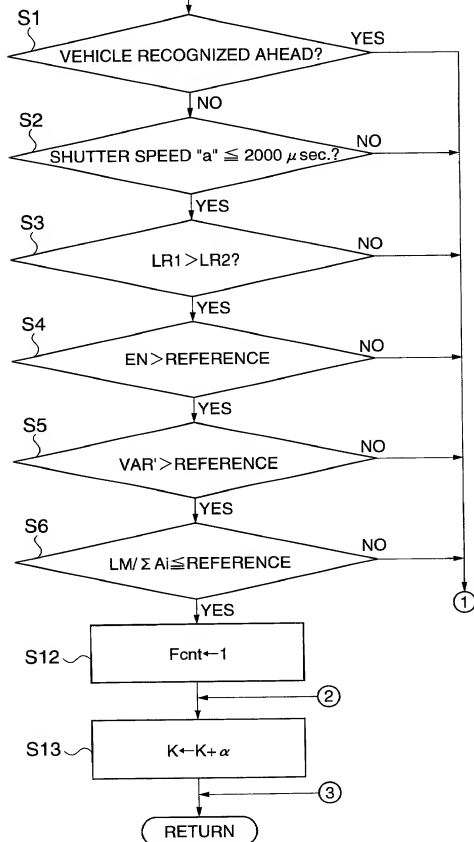 S1
VEHICLE RECOGNIZED AHEAD?
YES
NO
S2
SHUTTER SPEED "a" ≦ 2000 μsec.?
NO
YES
S3
LR1>LR2?
NO
YES
S4
EN>REFERENCE
NO
YES
S5
VAR'>REFERENCE
NO
YES
S6
LM/ΣAi≦REFERENCE
NO
YES
①
S12
Fcnt←1
②
S13
K←K+α
③
RETURN